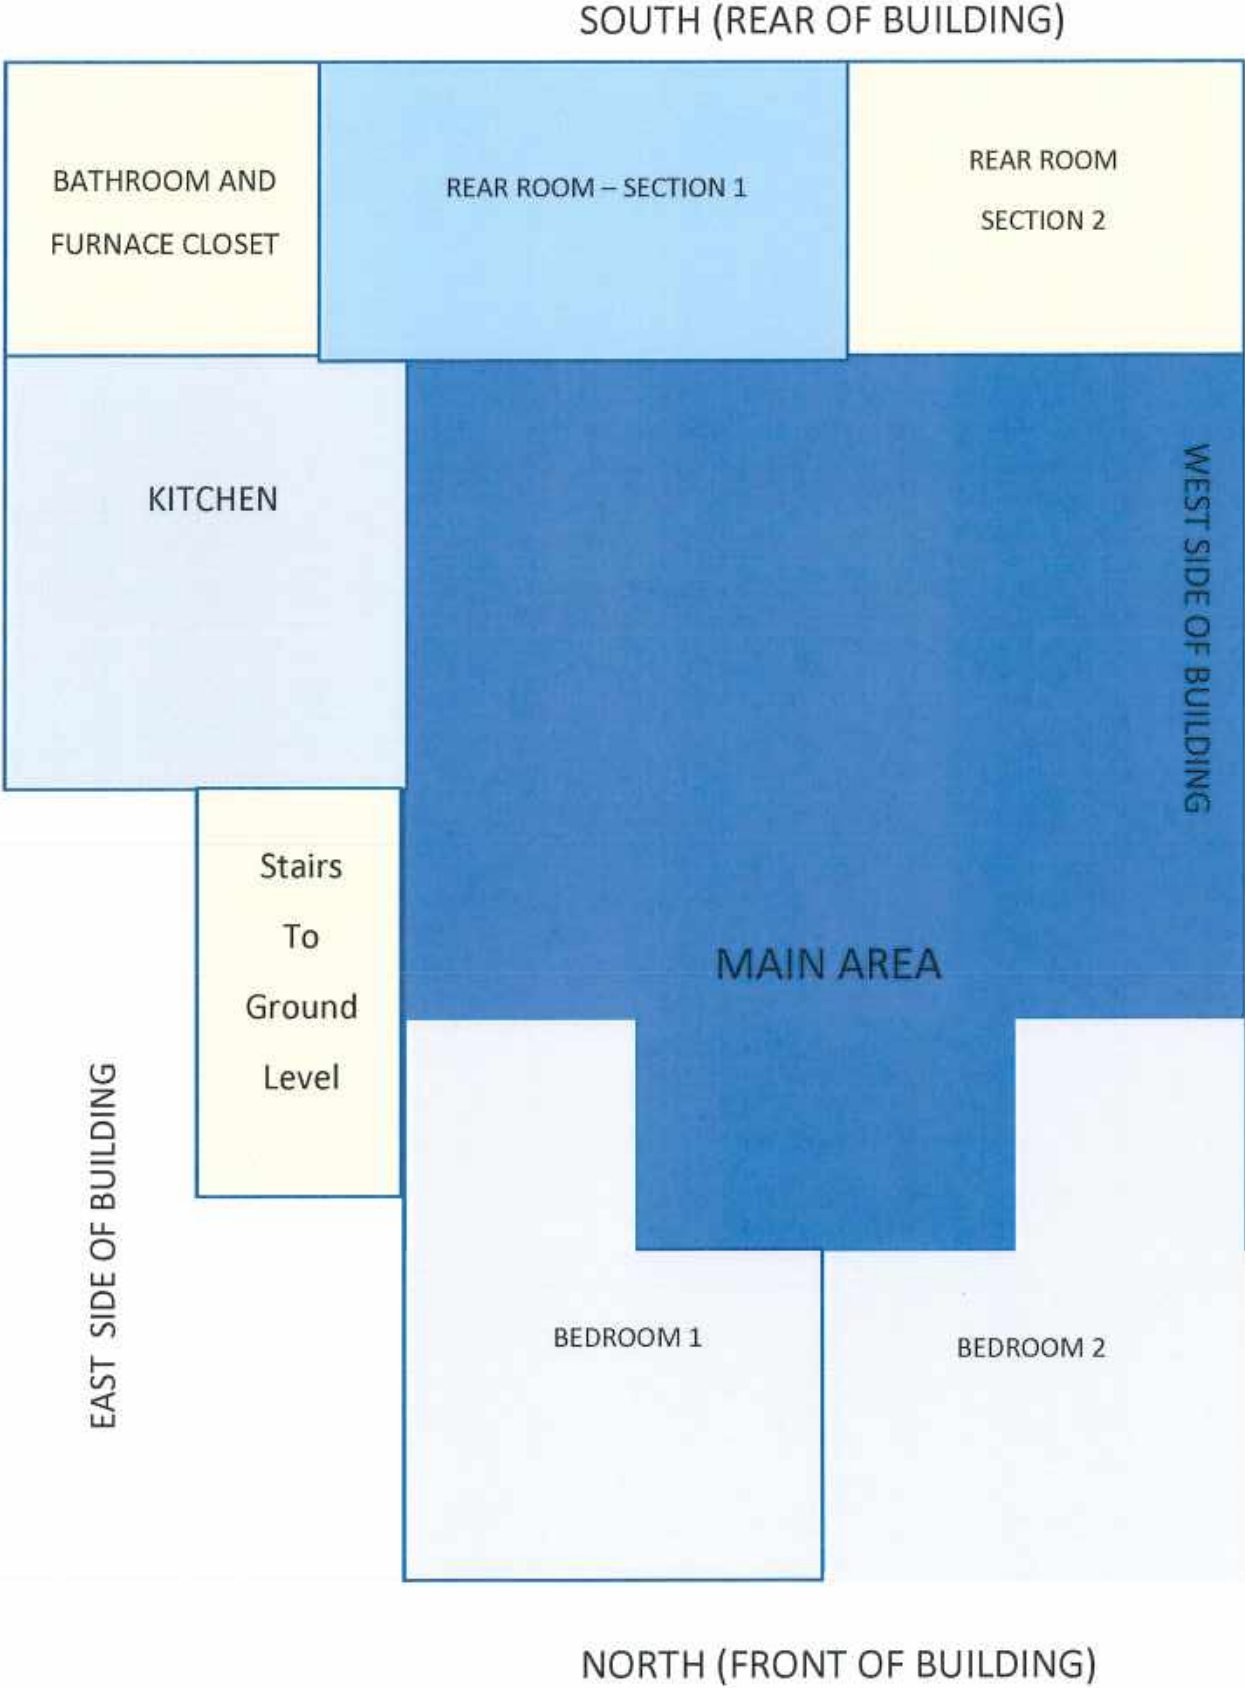 SOUTH (REAR OF BUILDING)
BATHROOM AND
FURNACE CLOSET
REAR ROOM – SECTION 1
REAR ROOM
SECTION 2
KITCHEN
WEST SIDE OF BUILDING
Stairs
To
Ground
Level
MAIN AREA
EAST SIDE OF BUILDING
BEDROOM 1
BEDROOM 2
NORTH (FRONT OF BUILDING)